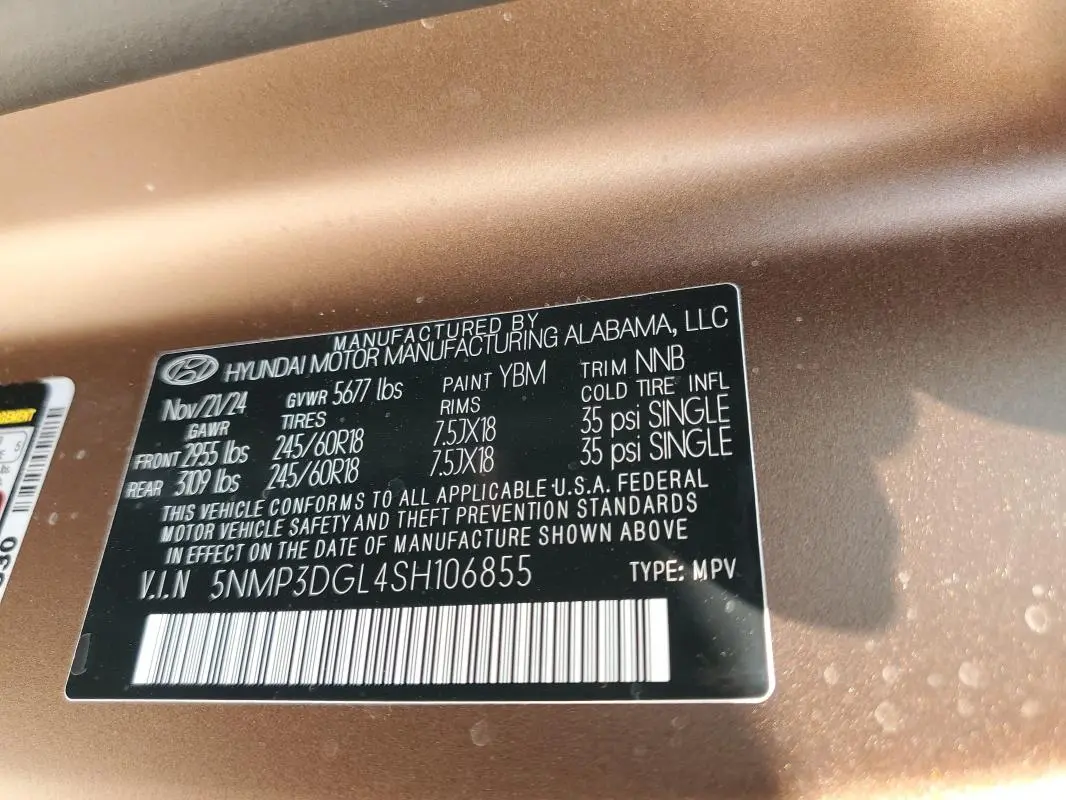 MANUFACTURED BY
HYUNDAI MOTOR MANUFACTURING ALABAMA, LLC
Nov/21/24 GVWR 5677 lbs PAINT YBM TRIM NNB
GAWR TIRES RIMS COLD TIRE INFL
FRONT 2955 lbs 245/60R18 7.5JX18 35 psi SINGLE
REAR 3109 lbs 245/60R18 7.5JX18 35 psi SINGLE
THIS VEHICLE CONFORMS TO ALL APPLICABLE U.S.A. FEDERAL
MOTOR VEHICLE SAFETY AND THEFT PREVENTION STANDARDS
IN EFFECT ON THE DATE OF MANUFACTURE SHOWN ABOVE
V.I.N 5NMP3DGL4SH106855 TYPE: MPV